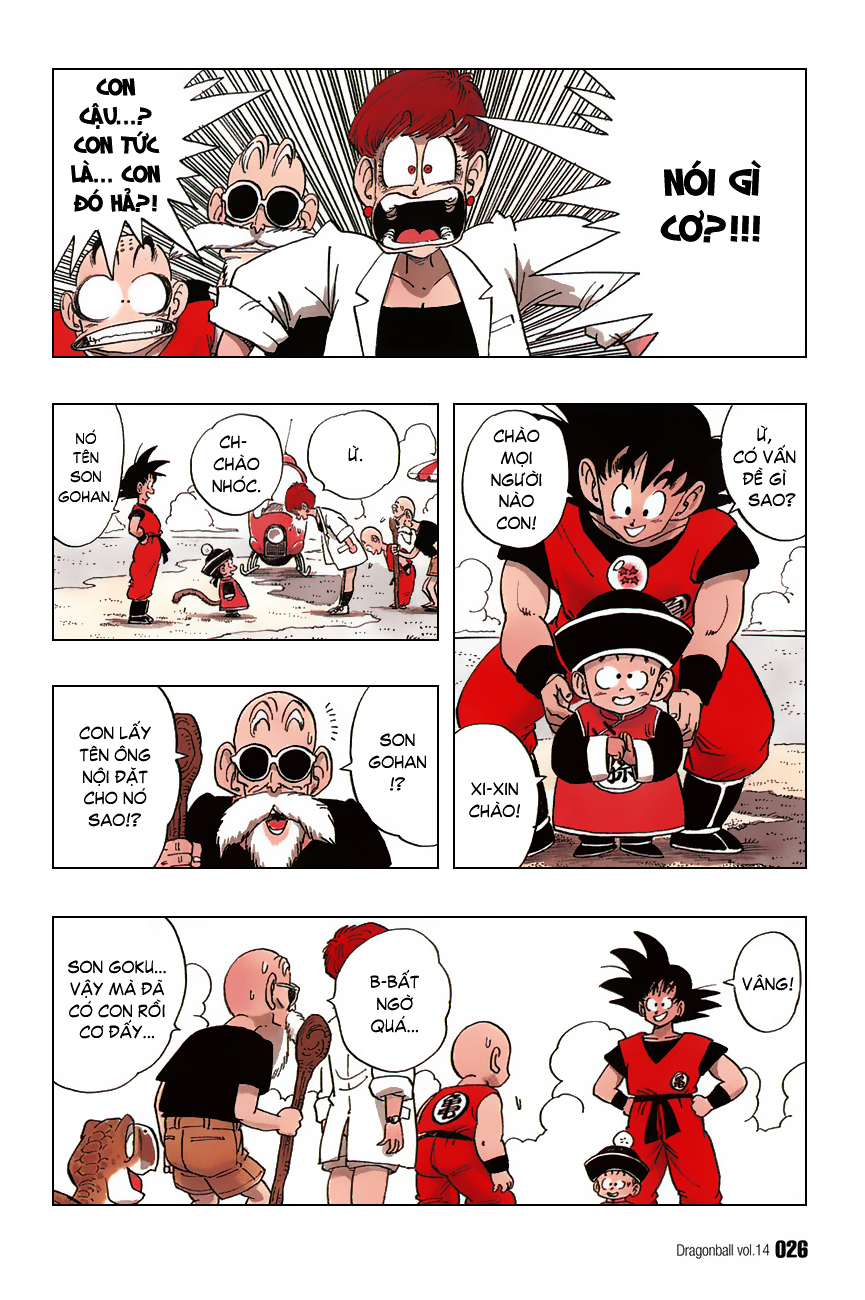 NÓI GÌ
CƠ?!!!
CON
CẬU...?
CON TỨC
LÀ... CON
ĐÓ HẢ?!
Ừ,
CÓ VẤN
ĐỀ GÌ
SAO?
CHÀO
MỌI
NGƯỜI
NÀO
CON!
XI-XIN
CHÀO!
Ừ.
CH-
CHÀO
NHÓC.
NÓ
TÊN
SON
GOHAN.
SON
GOHAN
!?
CON LẤY
TÊN ÔNG
NỘI ĐẶT
CHO NÓ
SAO!?
VÂNG!
亀
亀
B-BẤT
NGỜ
QUÁ...
SON GOKU...
VẬY MÀ ĐÃ
CÓ CON RỒI
CƠ ĐẤY...
Dragonball vol.14 026